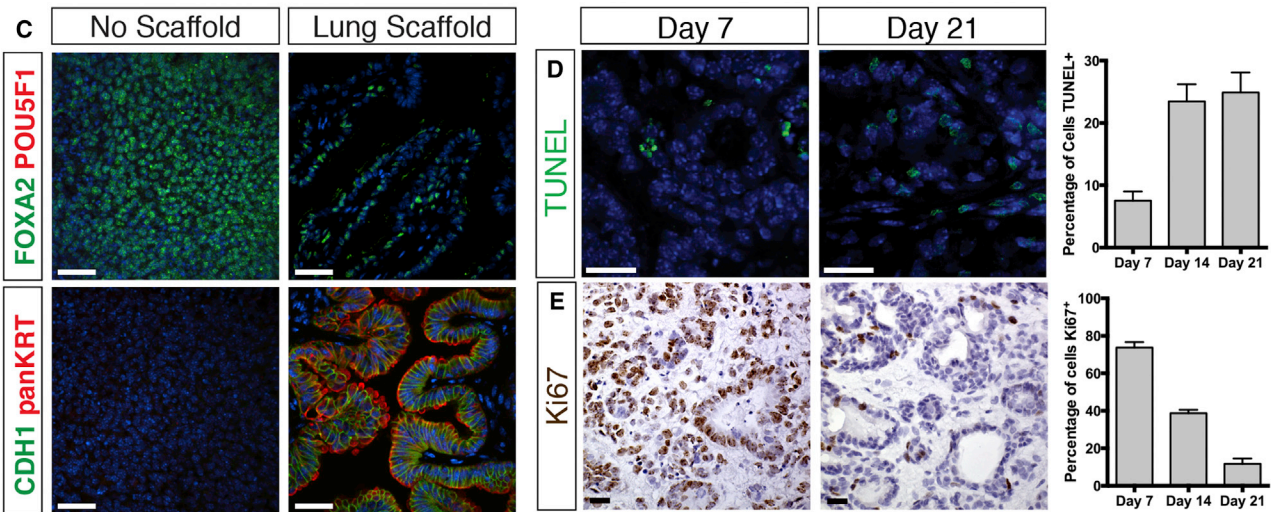 C
No Scaffold
Lung Scaffold
FOXA2 POU5F1
CDH1 panKRT
Day 7
Day 21
D
TUNEL
E
Ki67
Percentage of Cells TUNEL+
30
20
10
0
Day 7 Day 14 Day 21
Percentage of cells Ki67+
100
80
60
40
20
0
Day 7 Day 14 Day 21